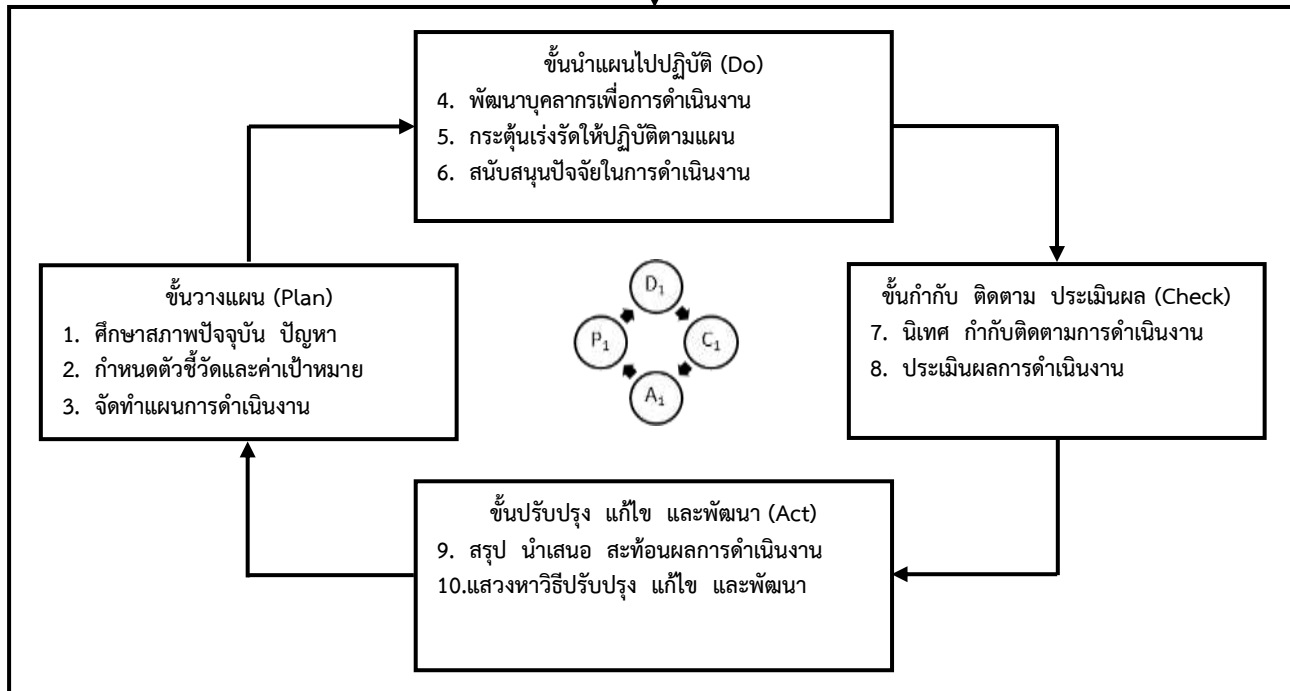 ขั้นนำแผนไปปฏิบัติ (Do)
4. พัฒนาบุคลากรเพื่อการดำเนินงาน
5. กระตุ้นเร่งรัดให้ปฏิบัติตามแผน
6. สนับสนุนปัจจัยในการดำเนินงาน
ขั้นวางแผน (Plan)
1. ศึกษาสภาพปัจจุบัน ปัญหา
2. กำหนดตัวชี้วัดและค่าเป้าหมาย
3. จัดทำแผนการดำเนินงาน
D₁
P₁
C₁
A₁
ขั้นกำกับ ติดตาม ประเมินผล (Check)
7. นิเทศ กำกับติดตามการดำเนินงาน
8. ประเมินผลการดำเนินงาน
ขั้นปรับปรุง แก้ไข และพัฒนา (Act)
9. สรุป นำเสนอ สะท้อนผลการดำเนินงาน
10.แสวงหาวิธีปรับปรุง แก้ไข และพัฒนา